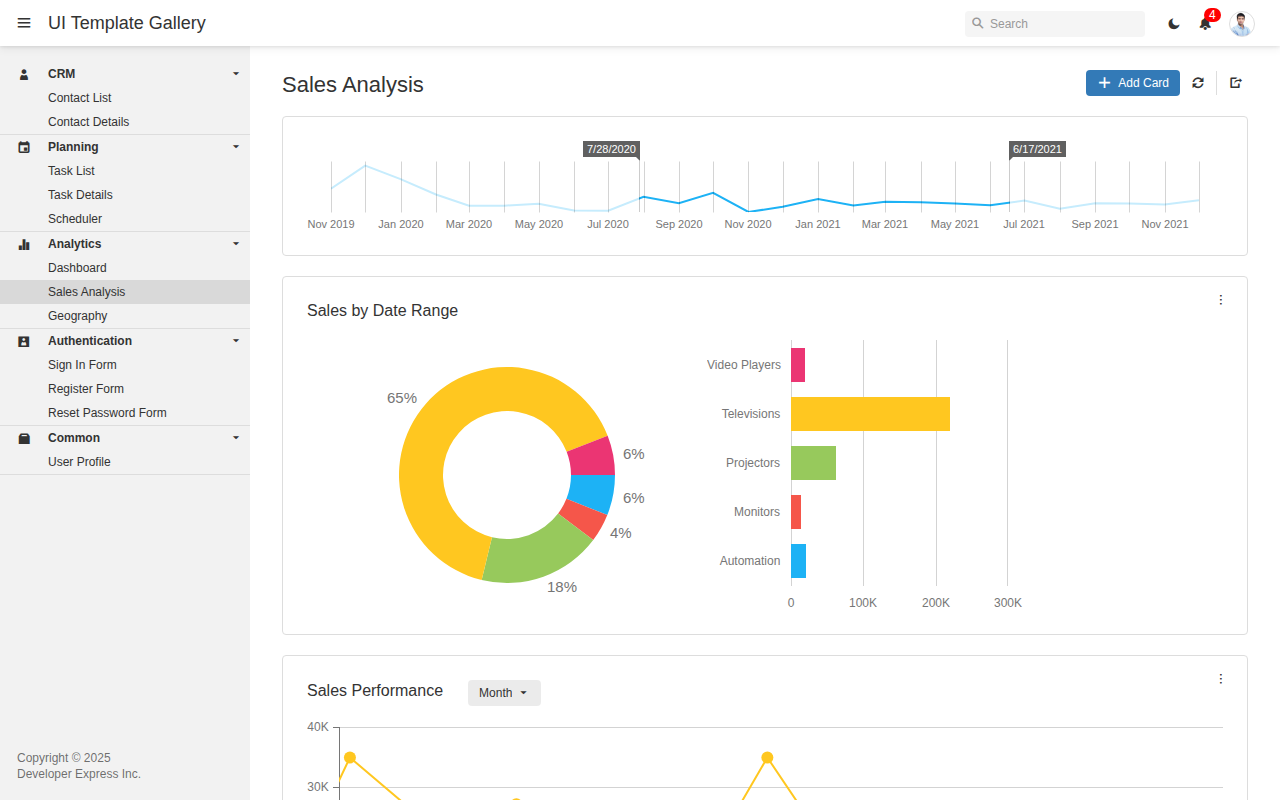 UI Template Gallery
Search
4
CRM
Contact List
Contact Details
Planning
Task List
Task Details
Scheduler
Analytics
Dashboard
Sales Analysis
Geography
Authentication
Sign In Form
Register Form
Reset Password Form
Common
User Profile
Copyright © 2025
Developer Express Inc.
Sales Analysis
Add Card
7/28/2020 6/17/2021
Nov 2019 Jan 2020 Mar 2020 May 2020 Jul 2020 Sep 2020 Nov 2020 Jan 2021 Mar 2021 May 2021 Jul 2021 Sep 2021 Nov 2021
Sales by Date Range
65%
6%
6%
4%
18%
Video Players
Televisions
Projectors
Monitors
Automation
0 100K 200K 300K
Sales Performance
Month
40K
30K